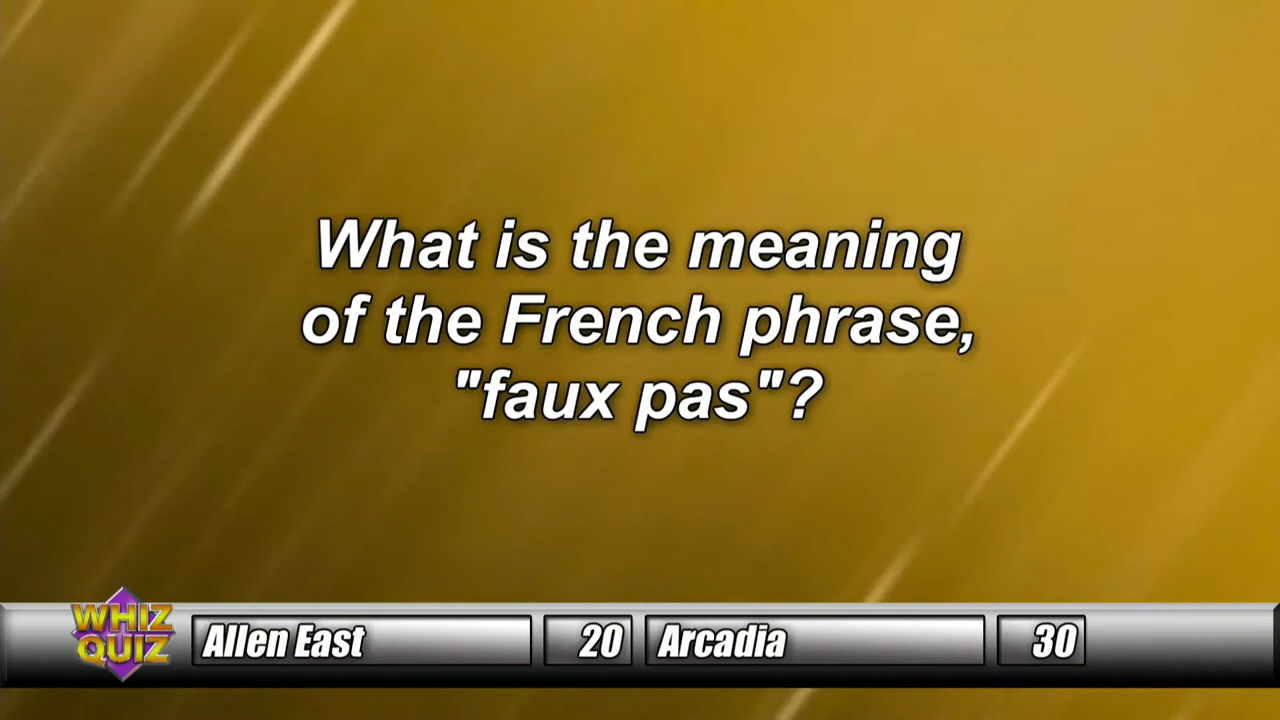 What is the meaning
of the French phrase,
"faux pas"?
WHIZ
QUIZ
Allen East 20 Arcadia 30